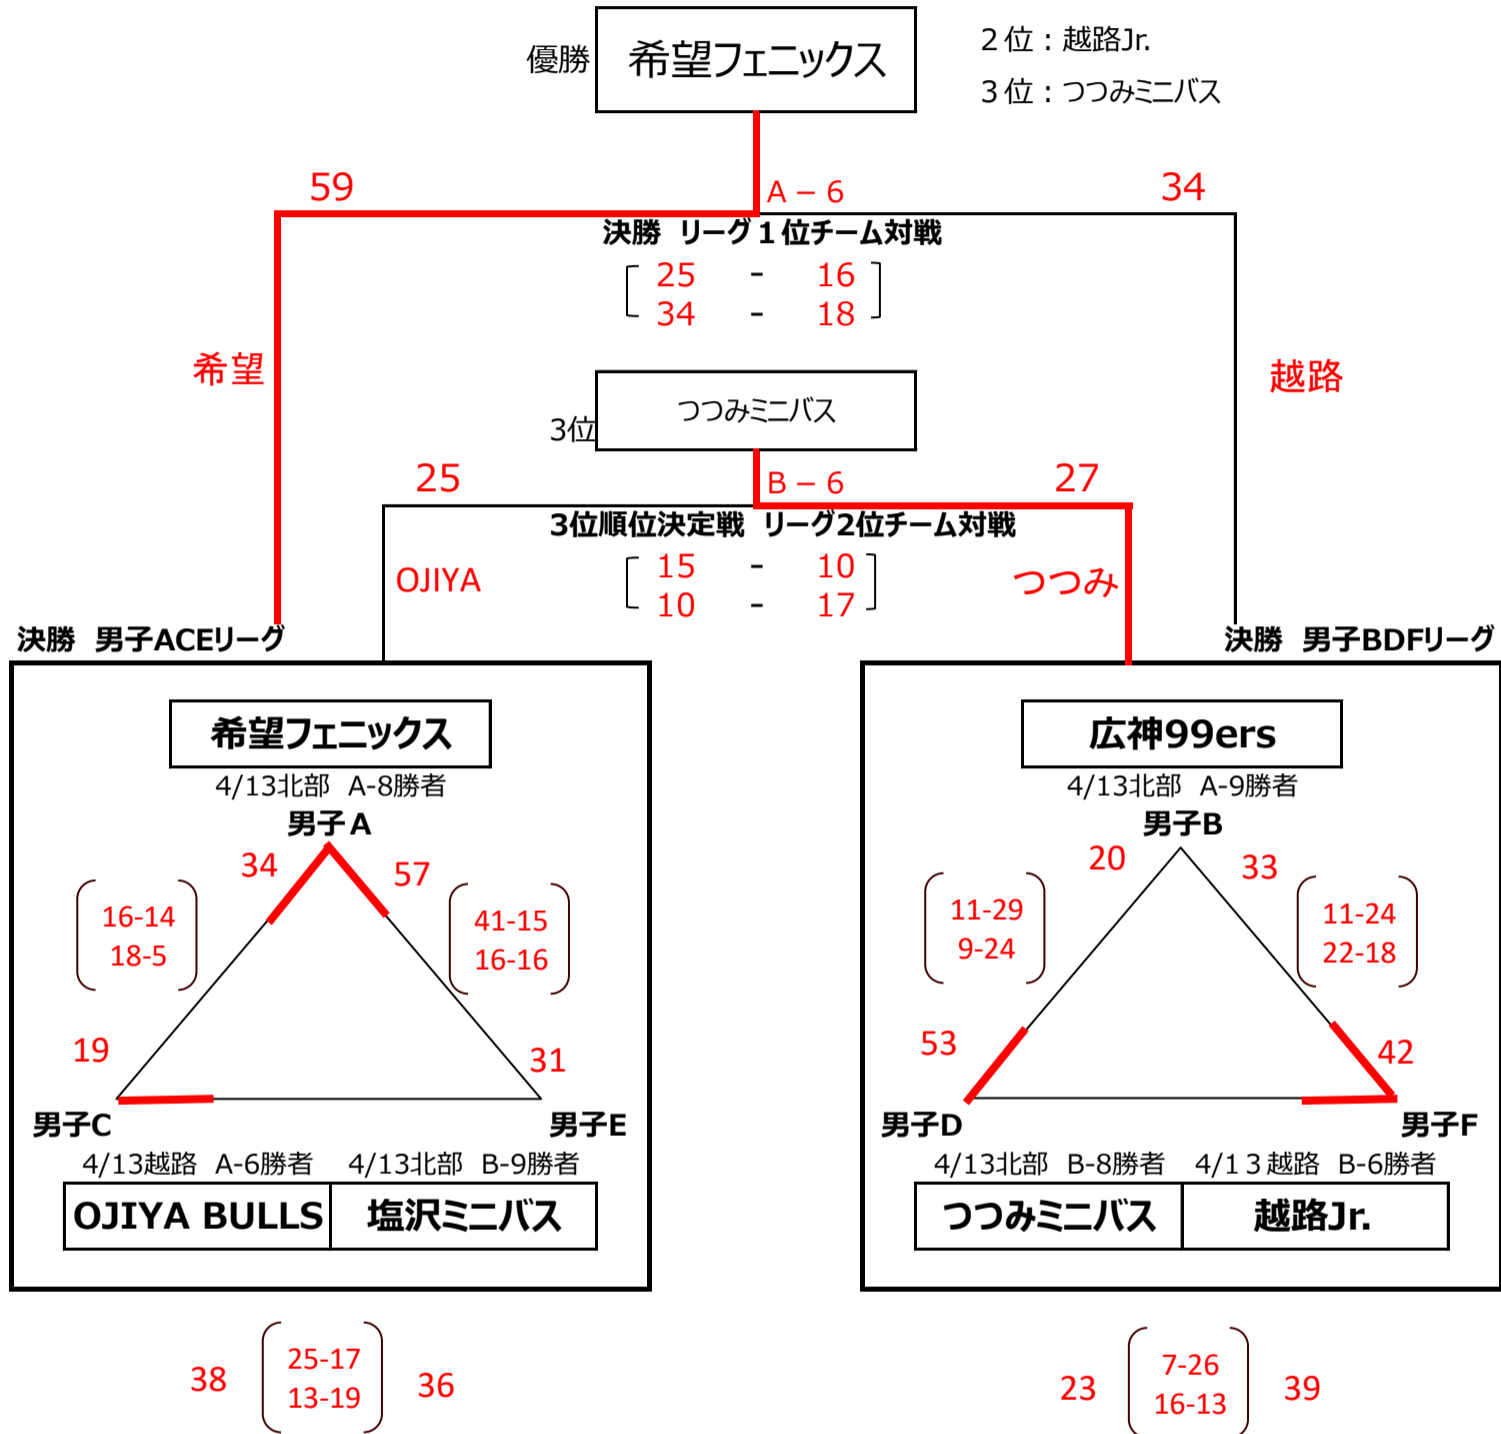 優勝 希望フェニックス
２位：越路Jr.
３位：つつみミニバス
59 A－6 34
決勝 リーグ１位チーム対戦
25 - 16
34 - 18
希望 越路
3位 つつみミニバス
25 B－6 27
3位順位決定戦 リーグ2位チーム対戦
15 - 10
10 - 17
OJIYA つつみ
決勝 男子ACEリーグ
希望フェニックス
4/13北部 A-8勝者
男子A
34 57
16-14
18-5
41-15
16-16
19 31
男子C 男子E
4/13越路 A-6勝者 4/13北部 B-9勝者
OJIYA BULLS 塩沢ミニバス
38 25-17 36
13-19
決勝 男子BDFリーグ
広神99ers
4/13北部 A-9勝者
男子B
20 33
11-29
9-24
11-24
22-18
53 42
男子D 男子F
4/13北部 B-8勝者 4/1３越路 B-6勝者
つつみミニバス 越路Jr.
23 7-26 39
16-13